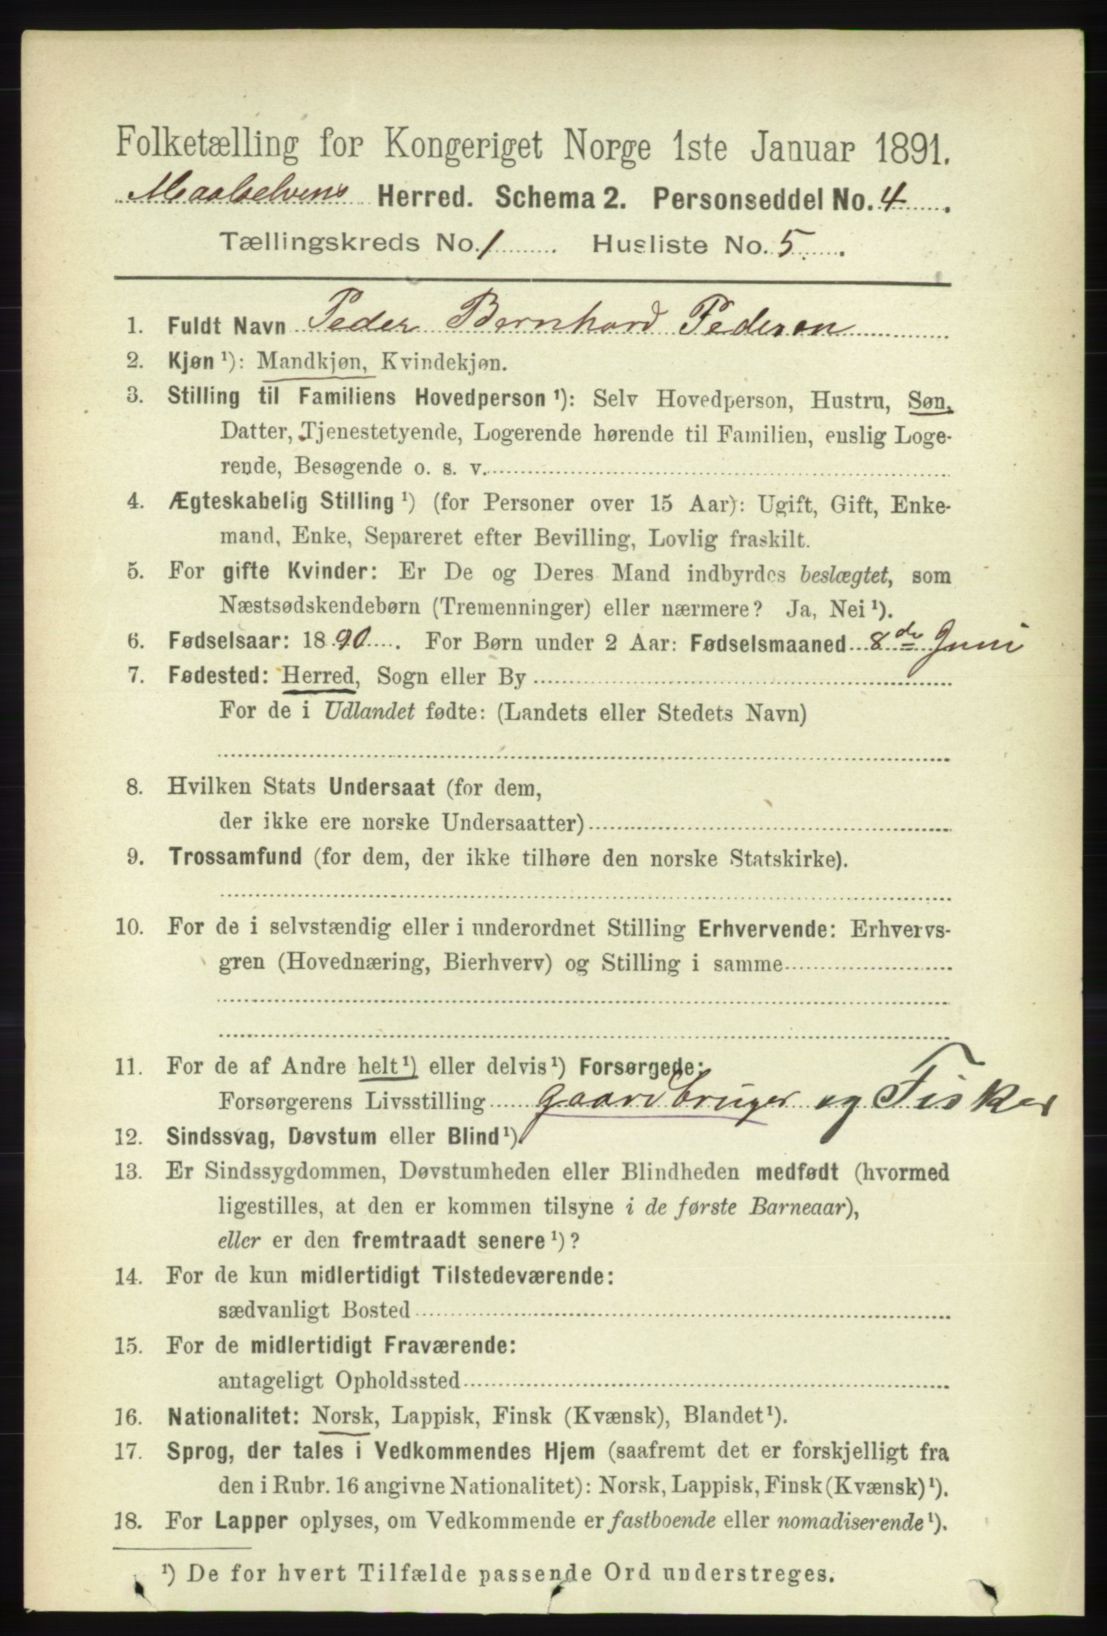 Folketælling for Kongeriget Norge 1ste Januar 1891.
Maalselvens Herred. Schema 2. Personseddel No. 4.
Tællingskreds No. 1 Husliste No. 5.
1. Fuldt Navn Peder Bernhard Pedersen
2. Kjøn ¹): Mandkjøn, Kvindekjøn.
3. Stilling til Familiens Hovedperson ¹): Selv Hovedperson, Hustru, Søn,
Datter, Tjenestetyende, Logerende hørende til Familien, enslig Loge-
rende, Besøgende o. s. v.
4. Ægteskabelig Stilling ¹) (for Personer over 15 Aar): Ugift, Gift, Enke-
mand, Enke, Separeret efter Bevilling, Lovlig fraskilt.
5. For gifte Kvinder: Er De og Deres Mand indbyrdes beslægtet, som
Næstsødskendebørn (Tremenninger) eller nærmere? Ja, Nei ¹).
6. Fødselsaar: 1890. For Børn under 2 Aar: Fødselsmaaned 8de Juni
7. Fødested: Herred, Sogn eller By
For de i Udlandet fødte: (Landets eller Stedets Navn)
8. Hvilken Stats Undersaat (for dem,
der ikke ere norske Undersaatter)
9. Trossamfund (for dem, der ikke tilhøre den norske Statskirke).
10. For de i selvstændig eller i underordnet Stilling Erhvervende: Erhvervs-
gren (Hovednæring, Bierhverv) og Stilling i samme
11. For de af Andre helt ¹) eller delvis ¹) Forsørgede:
Forsørgerens Livsstilling gaardbruger og Fisker
12. Sindssvag, Døvstum eller Blind ¹).
13. Er Sindssygdommen, Døvstumheden eller Blindheden medfødt (hvormed
ligestilles, at den er kommen tilsyne i de første Barneaar),
eller er den fremtraadt senere ¹)?
14. For de kun midlertidigt Tilstedeværende:
sædvanligt Bosted
15. For de midlertidigt Fraværende:
antageligt Opholdssted
16. Nationalitet: Norsk, Lappisk, Finsk (Kvænsk), Blandet ¹).
17. Sprog, der tales i Vedkommendes Hjem (saafremt det er forskjelligt fra
den i Rubr. 16 angivne Nationalitet): Norsk, Lappisk, Finsk (Kvænsk) ¹).
18. For Lapper oplyses, om Vedkommende er fastboende eller nomadiserende ¹).
¹) De for hvert Tilfælde passende Ord understreges.